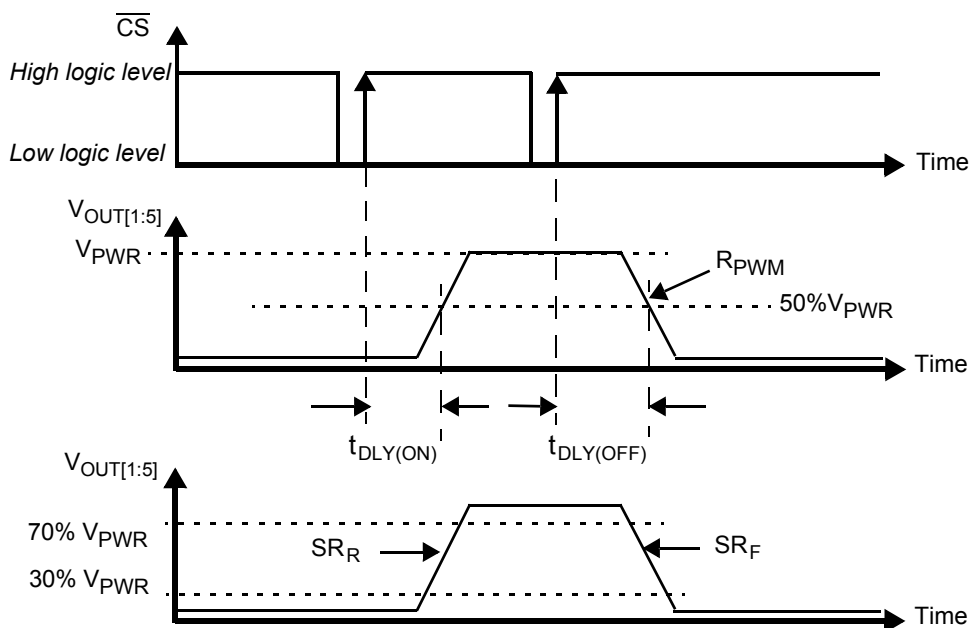 CS
High logic level
Low logic level
Time
VOUT[1:5]
VPWR
RPWM
50%VPWR
Time
tDLY(ON)
tDLY(OFF)
VOUT[1:5]
70% VPWR
SRR
SRF
30% VPWR
Time